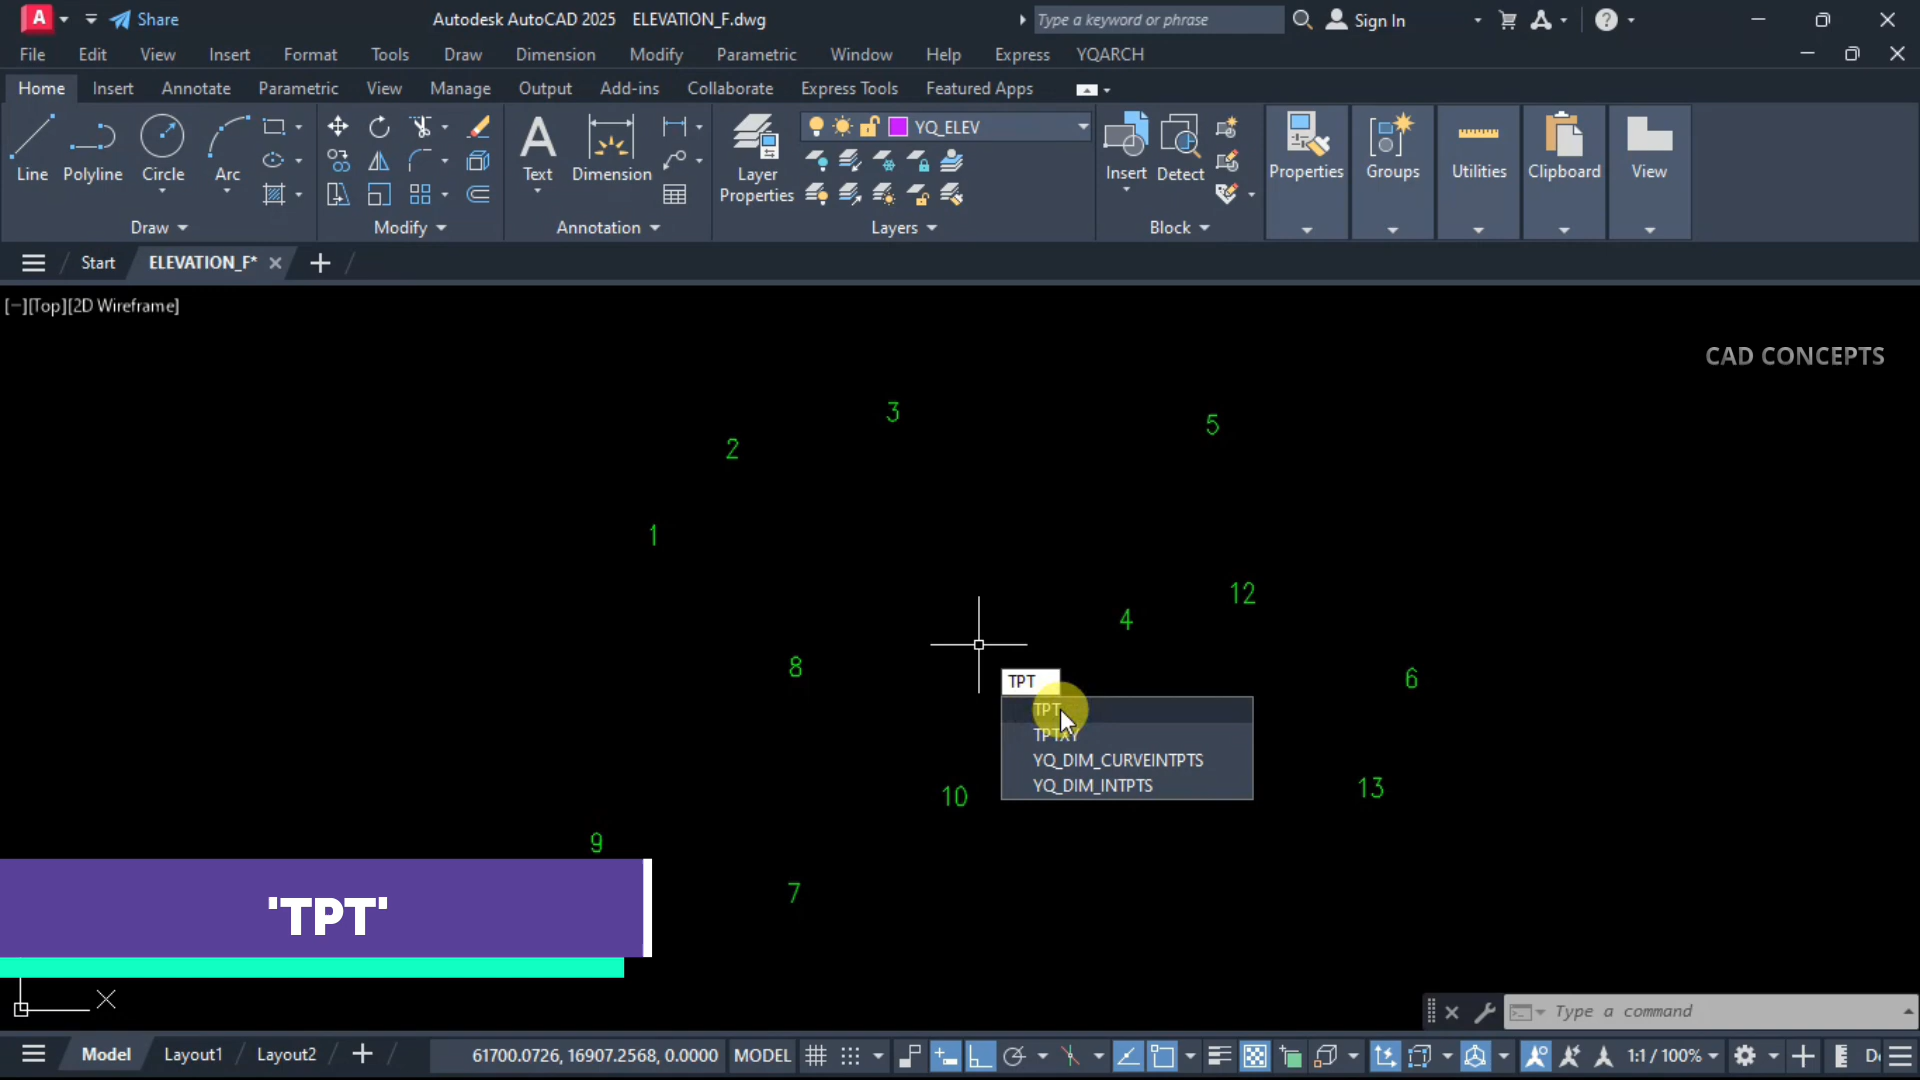 Share
Autodesk AutoCAD 2025 ELEVATION_F.dwg
Type a keyword or phrase
Sign In
File Edit View Insert Format Tools Draw Dimension Modify Parametric Window Help Express YQARCH
Home Insert Annotate Parametric View Manage Output Add-ins Collaborate Express Tools Featured Apps
YQ_ELEV
Line Polyline Circle Arc
Text Dimension
Layer
Properties
Insert Detect
Properties Groups Utilities Clipboard View
Draw Modify Annotation Layers Block
Start ELEVATION_F*
[−][Top][2D Wireframe]
CAD CONCEPTS
3
5
2
1
12
4
8
6
TPT
TPT
TPTXY
YQ_DIM_CURVEINTPTS
YQ_DIM_INTPTS
10
13
9
7
'TPT'
Type a command
Model Layout1 Layout2
61700.0726, 16907.2568, 0.0000 MODEL 1:1 / 100%